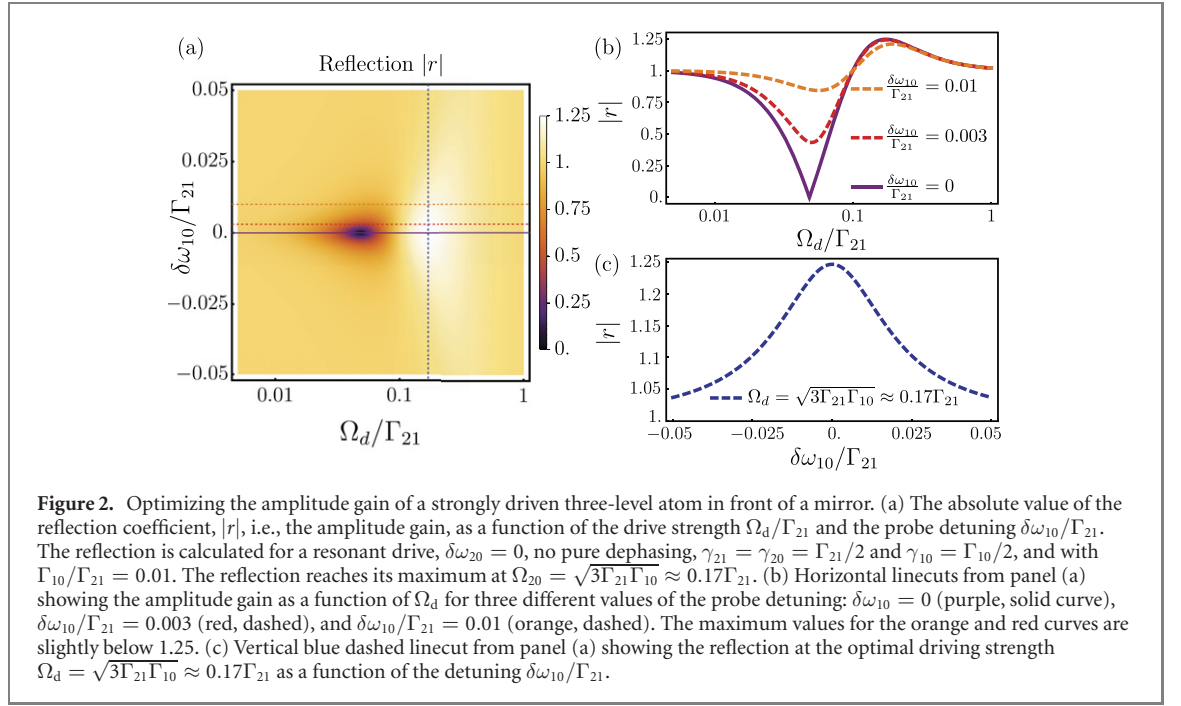 (a)
Reflection |r|
0.05
0.025
0.
−0.025
−0.05
δω₁₀/Γ₂₁
0.01
0.1
1
Ω_d/Γ₂₁
1.25
1.
0.75
0.50
0.25
0.
(b)
1.25
1.
0.75
0.5
0.25
0.
|r|
δω₁₀/Γ₂₁ = 0.01
δω₁₀/Γ₂₁ = 0.003
δω₁₀/Γ₂₁ = 0
0.01
0.1
1
Ω_d/Γ₂₁
(c)
1.25
1.2
1.15
1.1
1.05
1.
|r|
Ω_d = √(3Γ₂₁Γ₁₀) ≈ 0.17Γ₂₁
−0.05
−0.025
0.
0.025
0.05
δω₁₀/Γ₂₁
Figure 2. Optimizing the amplitude gain of a strongly driven three-level atom in front of a mirror. (a) The absolute value of the
reflection coefficient, |r|, i.e., the amplitude gain, as a function of the drive strength Ω_d/Γ₂₁ and the probe detuning δω₁₀/Γ₂₁.
The reflection is calculated for a resonant drive, δω₂₀ = 0, no pure dephasing, γ₂₁ = γ₂₀ = Γ₂₁/2 and γ₁₀ = Γ₁₀/2, and with
Γ₁₀/Γ₂₁ = 0.01. The reflection reaches its maximum at Ω₂₀ = √(3Γ₂₁Γ₁₀) ≈ 0.17Γ₂₁. (b) Horizontal linecuts from panel (a)
showing the amplitude gain as a function of Ω_d for three different values of the probe detuning: δω₁₀ = 0 (purple, solid curve),
δω₁₀/Γ₂₁ = 0.003 (red, dashed), and δω₁₀/Γ₂₁ = 0.01 (orange, dashed). The maximum values for the orange and red curves are
slightly below 1.25. (c) Vertical blue dashed linecut from panel (a) showing the reflection at the optimal driving strength
Ω_d = √(3Γ₂₁Γ₁₀) ≈ 0.17Γ₂₁ as a function of the detuning δω₁₀/Γ₂₁.